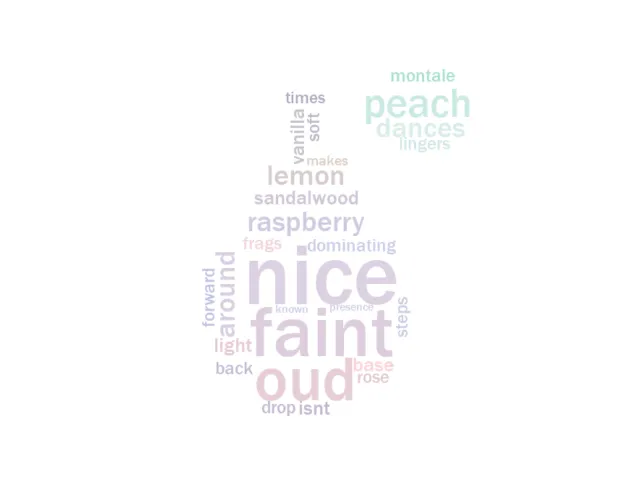 montale
peach
dances
lingers
times
vanilla
soft
makes
lemon
sandalwood
raspberry
frags
dominating
nice
forward
around
known
presence
steps
faint
light
back
base
oud
rose
drop
isnt